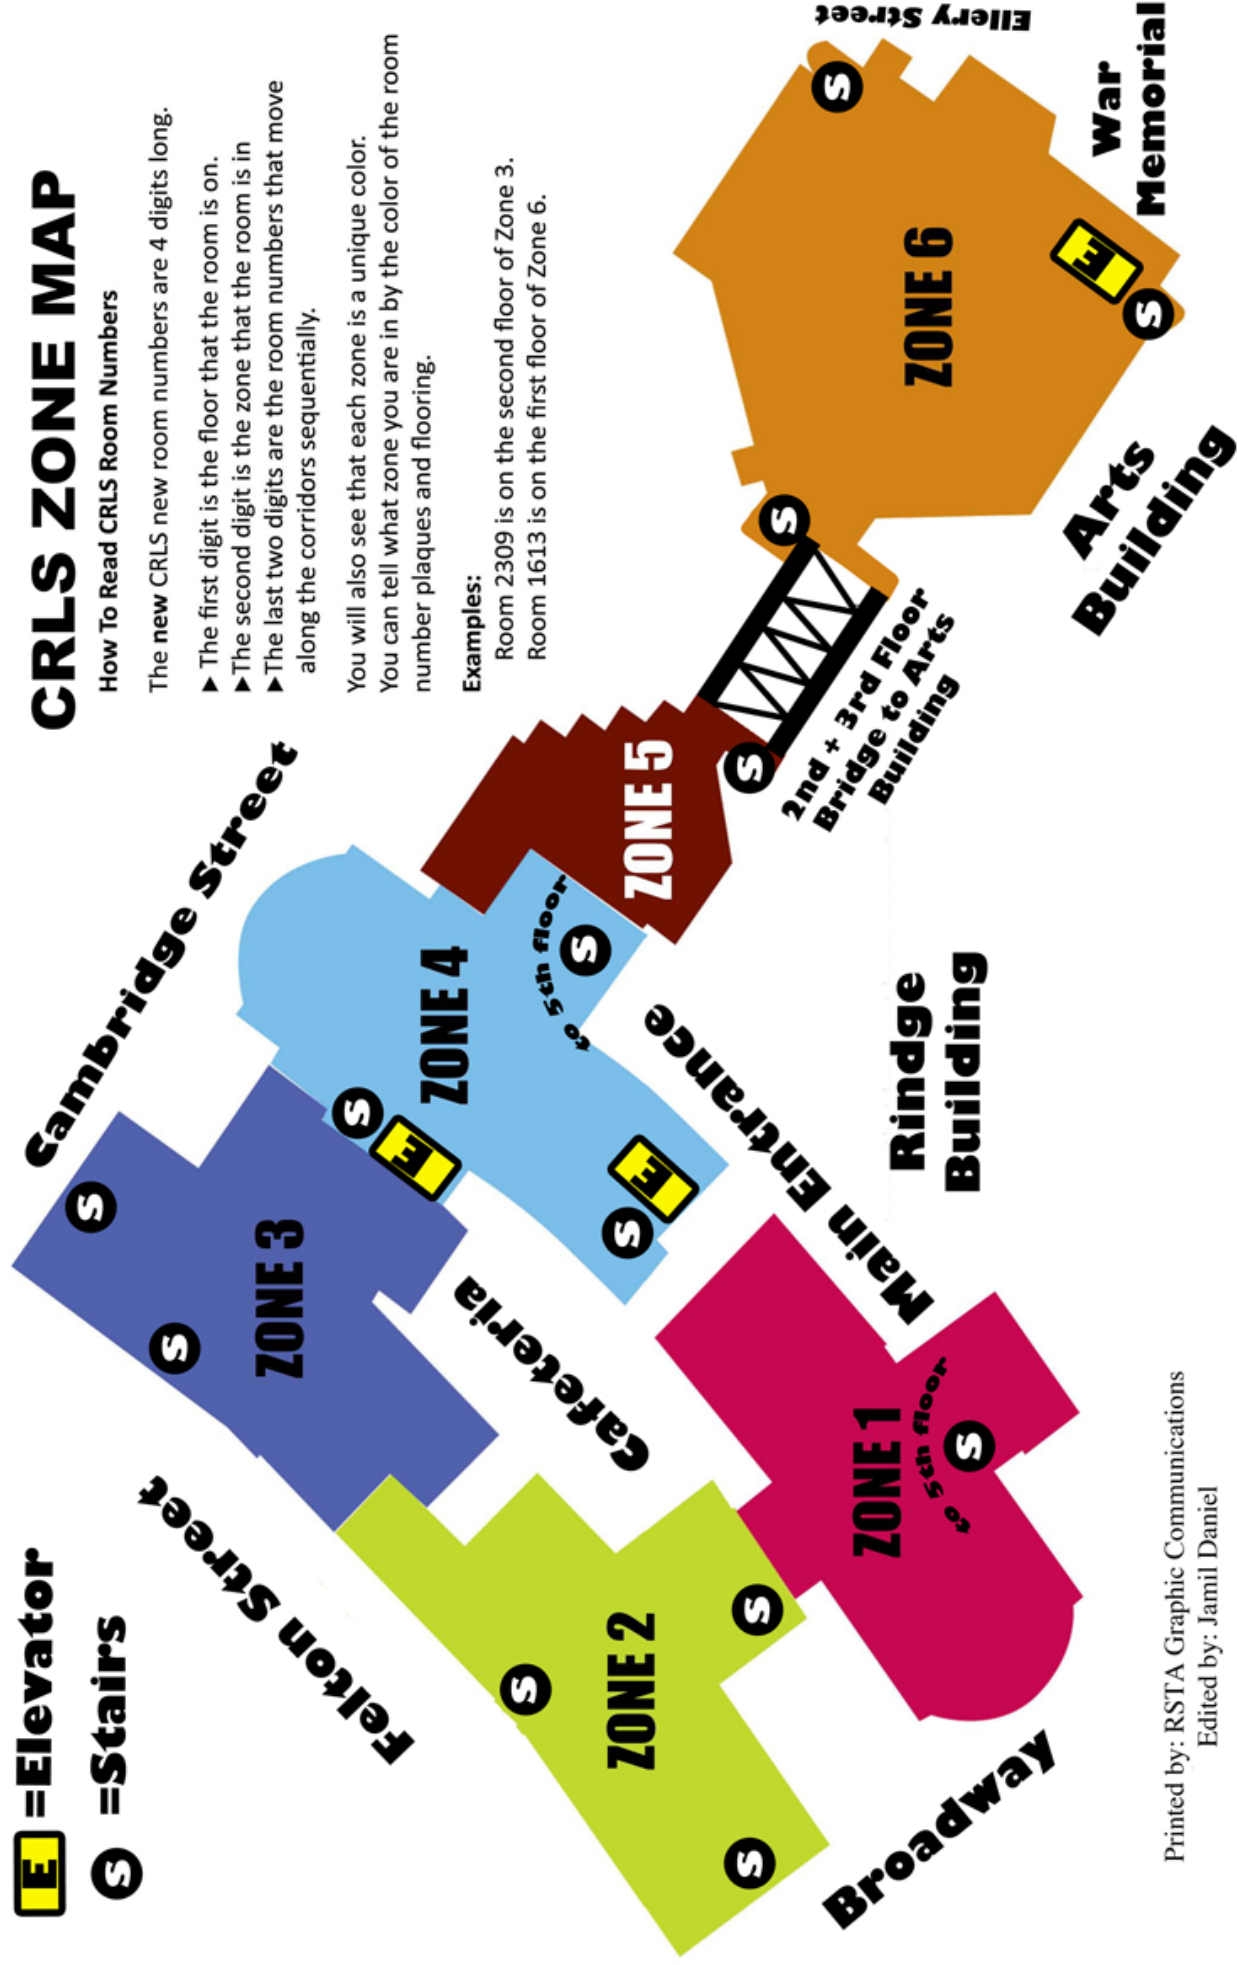 E =Elevator
S =Stairs
CRLS ZONE MAP
How To Read CRLS Room Numbers
The new CRLS new room numbers are 4 digits long.
▶ The first digit is the floor that the room is on.
▶The second digit is the zone that the room is in
▶The last two digits are the room numbers that move
along the corridors sequentially.
You will also see that each zone is a unique color.
You can tell what zone you are in by the color of the room
number plaques and flooring.
Examples:
Room 2309 is on the second floor of Zone 3.
Room 1613 is on the first floor of Zone 6.
Cambridge Street
Felton Street
S
S
ZONE 3
S
E
ZONE 4
to 5th floor
S
S
E
ZONE 5
S
Cafeteria
Main Entrance
S
ZONE 2
S
S
ZONE 1
to 5th floor
S
Broadway
Rindge
Building
2nd + 3rd Floor
Bridge to Arts
Building
S
S
ZONE 6
E
S
Ellery Street
War
Memorial
Arts
Building
Printed by: RSTA Graphic Communications
Edited by: Jamil Daniel